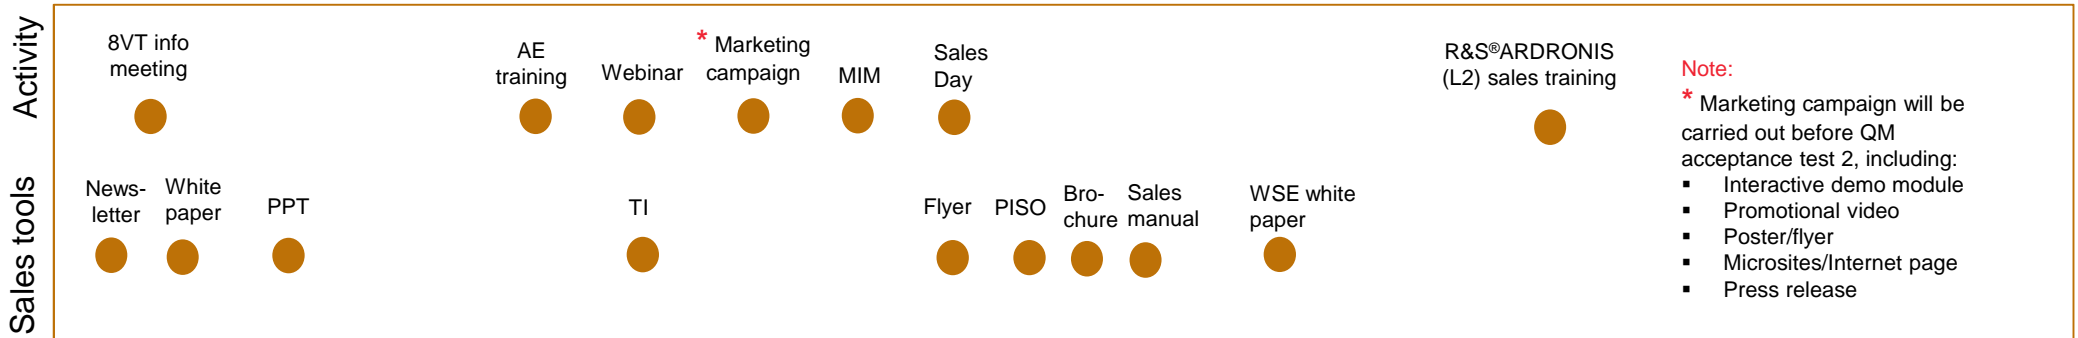 Activity
8VT info
meeting
AE
training
Webinar
* Marketing
campaign
MIM
Sales
Day
R&S®ARDRONIS
(L2) sales training
Sales tools
News-
letter
White
paper
PPT
TI
Flyer
PISO
Bro-
chure
Sales
manual
WSE white
paper
Note:
* Marketing campaign will be
carried out before QM
acceptance test 2, including:
▪ Interactive demo module
▪ Promotional video
▪ Poster/flyer
▪ Microsites/Internet page
▪ Press release